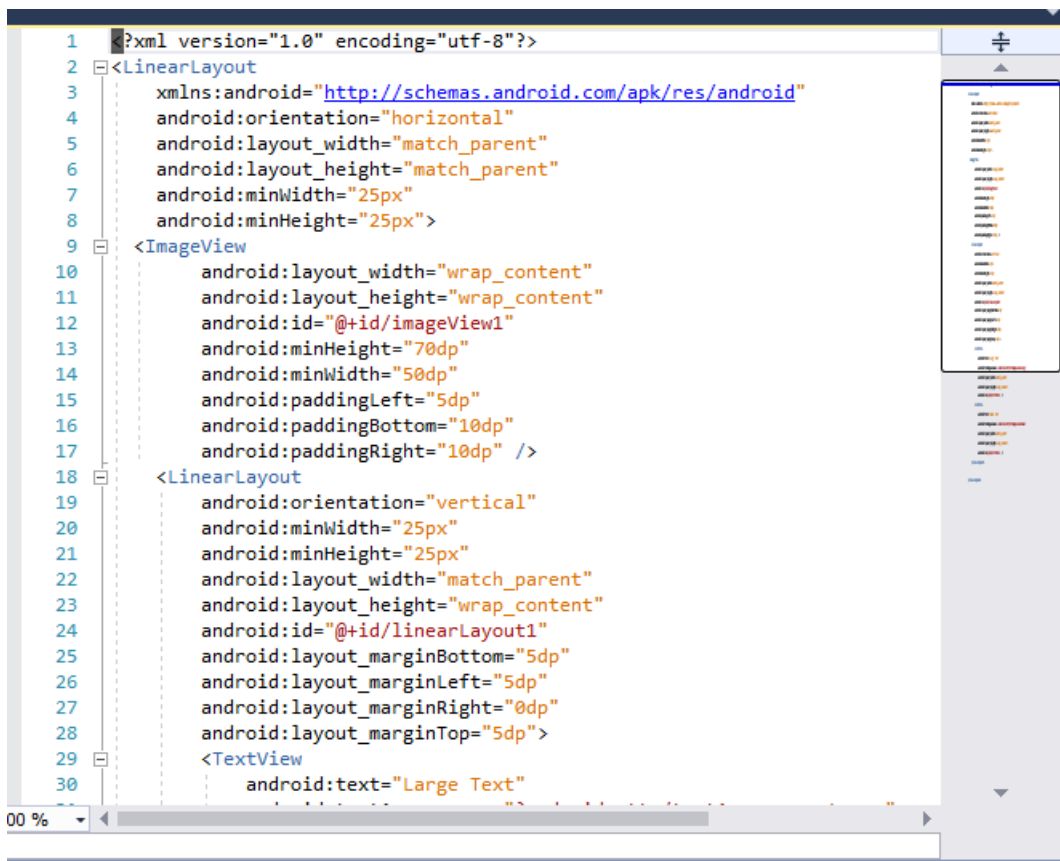 1 <?xml version="1.0" encoding="utf-8"?>
2 <LinearLayout
3 xmlns:android="http://schemas.android.com/apk/res/android"
4 android:orientation="horizontal"
5 android:layout_width="match_parent"
6 android:layout_height="match_parent"
7 android:minWidth="25px"
8 android:minHeight="25px">
9 <ImageView
10 android:layout_width="wrap_content"
11 android:layout_height="wrap_content"
12 android:id="@+id/imageView1"
13 android:minHeight="70dp"
14 android:minWidth="50dp"
15 android:paddingLeft="5dp"
16 android:paddingBottom="10dp"
17 android:paddingRight="10dp" />
18 <LinearLayout
19 android:orientation="vertical"
20 android:minWidth="25px"
21 android:minHeight="25px"
22 android:layout_width="match_parent"
23 android:layout_height="wrap_content"
24 android:id="@+id/linearLayout1"
25 android:layout_marginBottom="5dp"
26 android:layout_marginLeft="5dp"
27 android:layout_marginRight="0dp"
28 android:layout_marginTop="5dp">
29 <TextView
30 android:text="Large Text"
00 %